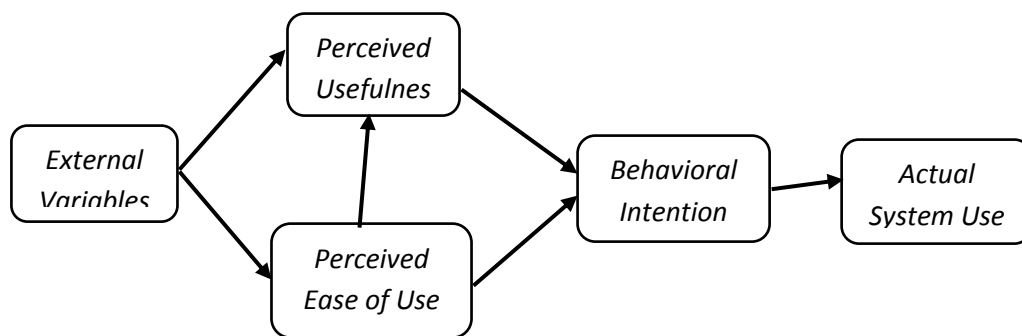 Perceived
Usefulnes
External
Variables
Behavioral
Intention
Actual
System Use
Perceived
Ease of Use